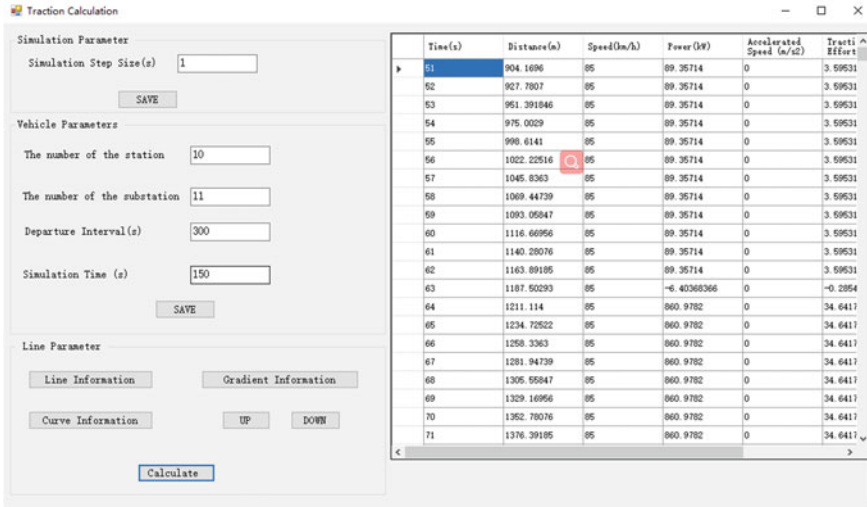 Traction Calculation
Simulation Parameter
Simulation Step Size(s) 1
SAVE
Vehicle Parameters
The number of the station 10
The number of the substation 11
Departure Interval(s) 300
Simulation Time (s) 150
SAVE
Line Parameter
Line Information Gradient Information
Curve Information UP DOWN
Calculate
Time(s) Distance(m) Speed(km/h) Power(kW) Accelerated Speed (m/s2) Tracti Effort
51 904.1696 85 89.35714 0 3.59531
52 927.7807 85 89.35714 0 3.59531
53 951.391846 85 89.35714 0 3.59531
54 975.0029 85 89.35714 0 3.59531
55 998.6141 85 89.35714 0 3.59531
56 1022.22516 85 89.35714 0 3.59531
57 1045.8363 85 89.35714 0 3.59531
58 1069.44739 85 89.35714 0 3.59531
59 1093.05847 85 89.35714 0 3.59531
60 1116.66956 85 89.35714 0 3.59531
61 1140.28076 85 89.35714 0 3.59531
62 1163.89185 85 89.35714 0 3.59531
63 1187.50293 85 -6.40368366 0 -0.2854
64 1211.114 85 860.9782 0 34.6417
65 1234.72522 85 860.9782 0 34.6417
66 1258.3363 85 860.9782 0 34.6417
67 1281.94739 85 860.9782 0 34.6417
68 1305.55847 85 860.9782 0 34.6417
69 1329.16956 85 860.9782 0 34.6417
70 1352.78076 85 860.9782 0 34.6417
71 1376.39185 85 860.9782 0 34.6417